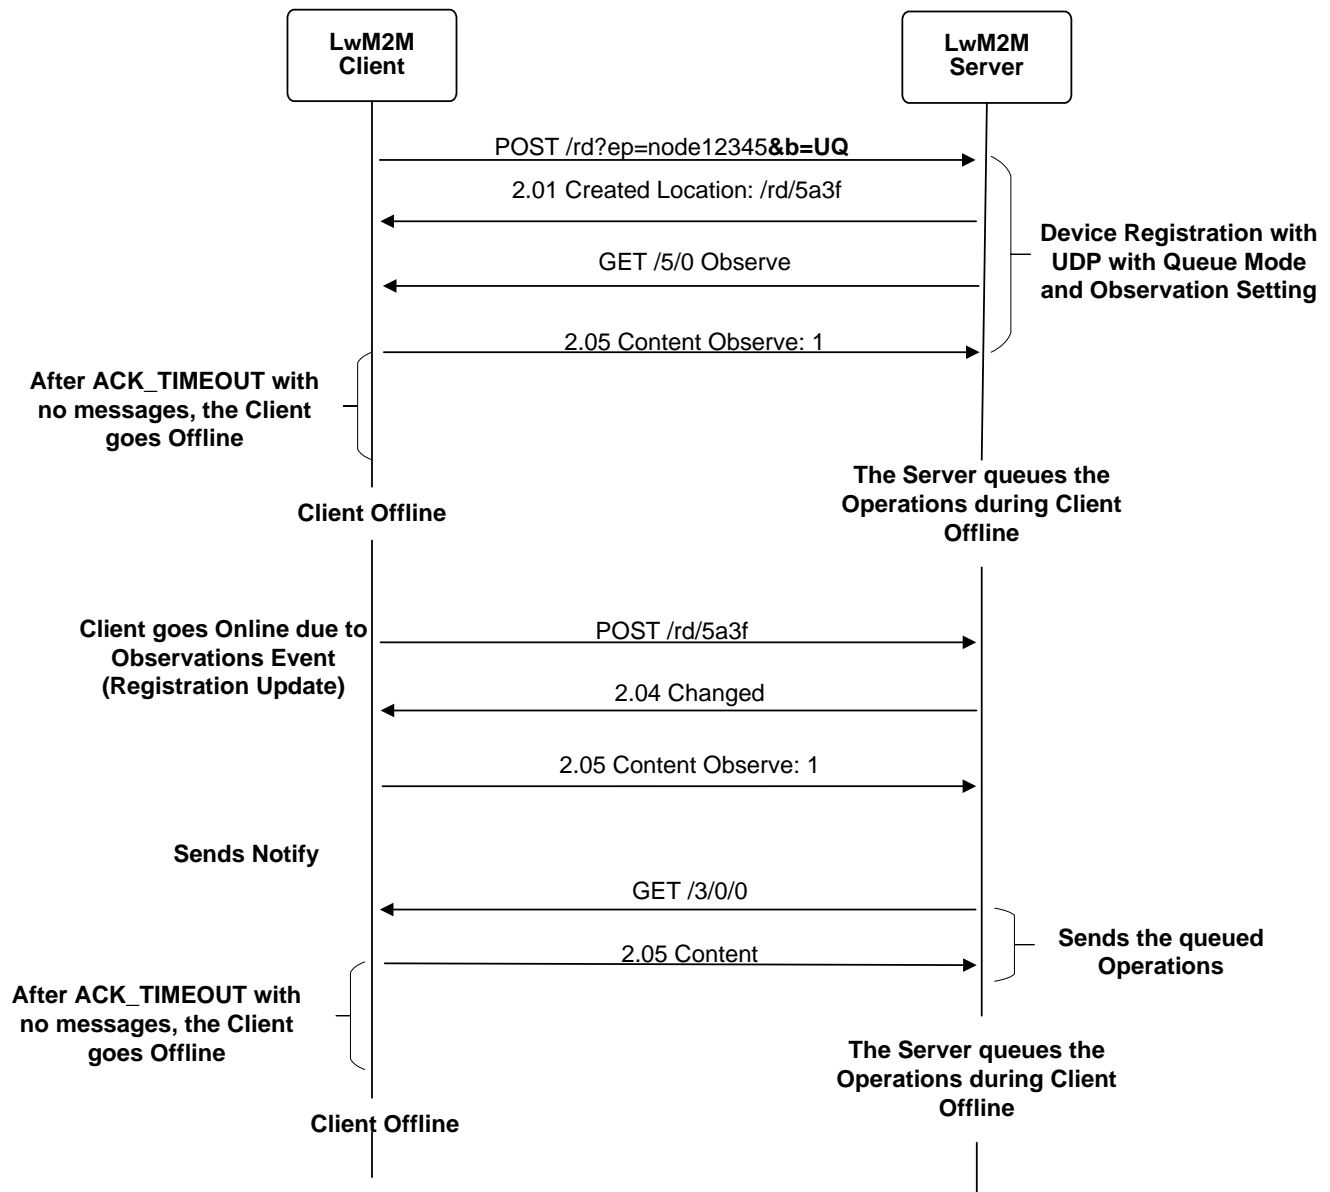 LwM2M
Client
LwM2M
Server
POST /rd?ep=node12345&b=UQ
2.01 Created Location: /rd/5a3f
Device Registration with
UDP with Queue Mode
and Observation Setting
GET /5/0 Observe
2.05 Content Observe: 1
After ACK_TIMEOUT with
no messages, the Client
goes Offline
The Server queues the
Operations during Client
Offline
Client Offline
Client goes Online due to
Observations Event
(Registration Update)
POST /rd/5a3f
2.04 Changed
2.05 Content Observe: 1
Sends Notify
GET /3/0/0
Sends the queued
Operations
2.05 Content
After ACK_TIMEOUT with
no messages, the Client
goes Offline
The Server queues the
Operations during Client
Offline
Client Offline